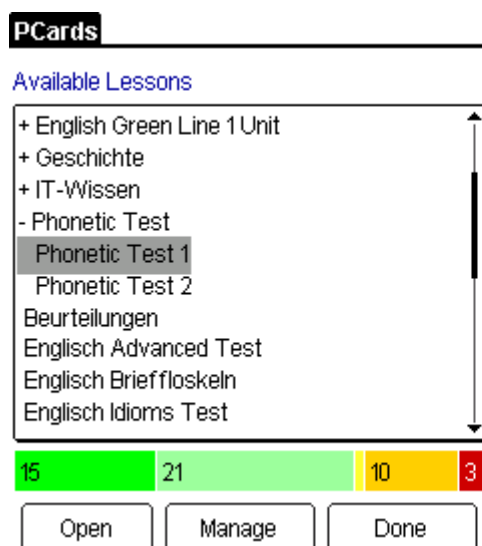 PCards
Available Lessons
+ English Green Line 1 Unit
+ Geschichte
+ IT-Wissen
- Phonetic Test
Phonetic Test 1
Phonetic Test 2
Beurteilungen
Englisch Advanced Test
Englisch Brieffloskeln
Englisch Idioms Test
15 21 10 3
Open Manage Done